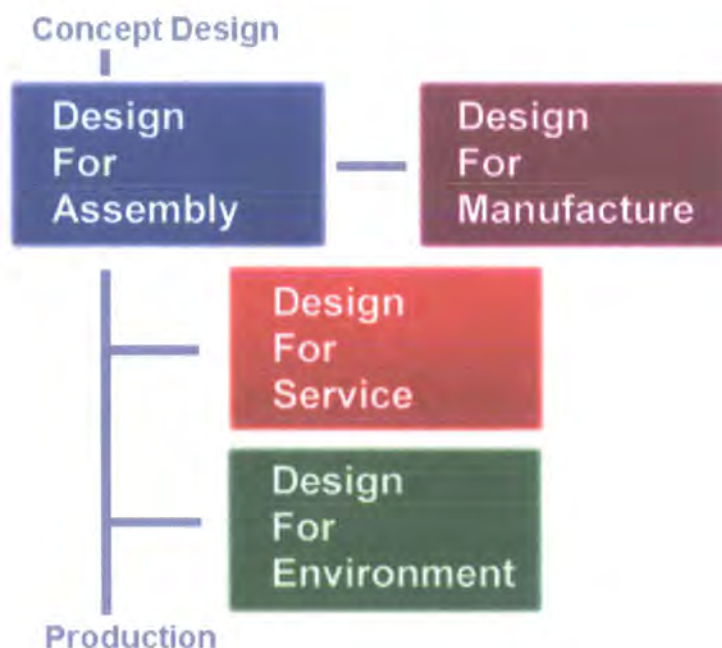 Concept Design
Design
For
Assembly
Design
For
Manufacture
Design
For
Service
Design
For
Environment
Production